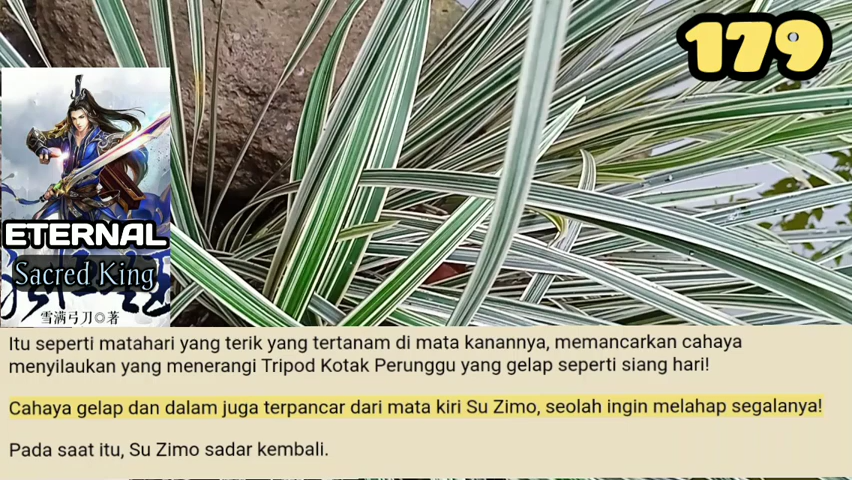 179
ETERNAL
Sacred King
雪满弓刀◎著
Itu seperti matahari yang terik yang tertanam di mata kanannya, memancarkan cahaya
menyilaukan yang menerangi Tripod Kotak Perunggu yang gelap seperti siang hari!
Cahaya gelap dan dalam juga terpancar dari mata kiri Su Zimo, seolah ingin melahap segalanya!
Pada saat itu, Su Zimo sadar kembali.